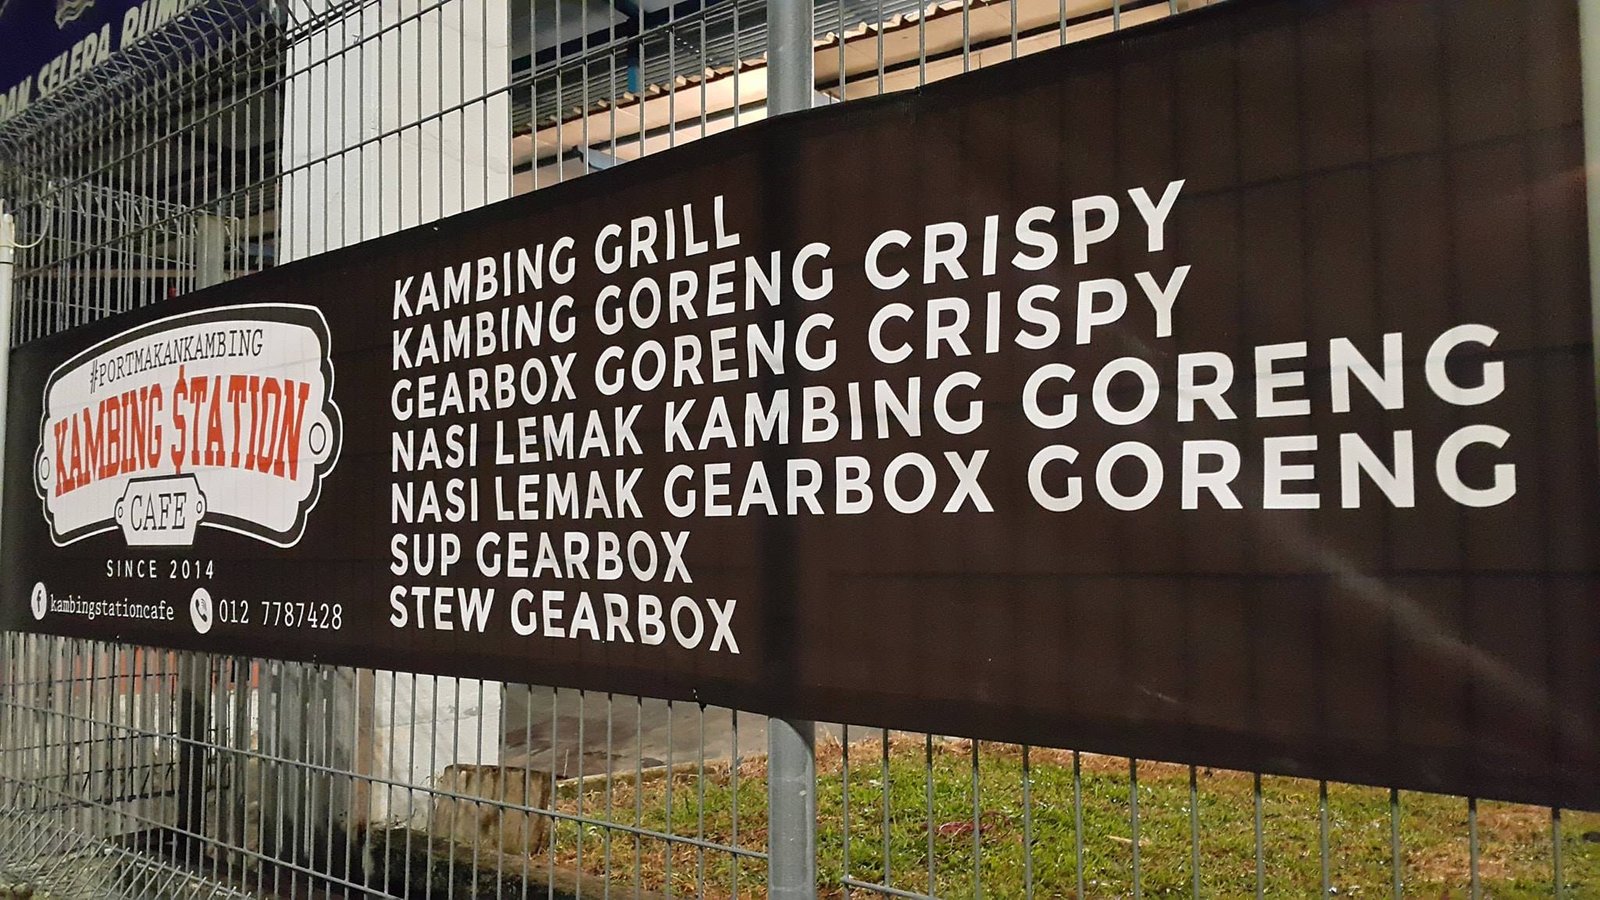 SELERA
#PORTMAKANKAMBING
KAMBING $TATION
CAFE
SINCE 2014
kambingstationcafe 012 7787428
KAMBING GRILL
KAMBING GORENG CRISPY
GEARBOX GORENG CRISPY
NASI LEMAK KAMBING GORENG
NASI LEMAK GEARBOX GORENG
SUP GEARBOX
STEW GEARBOX